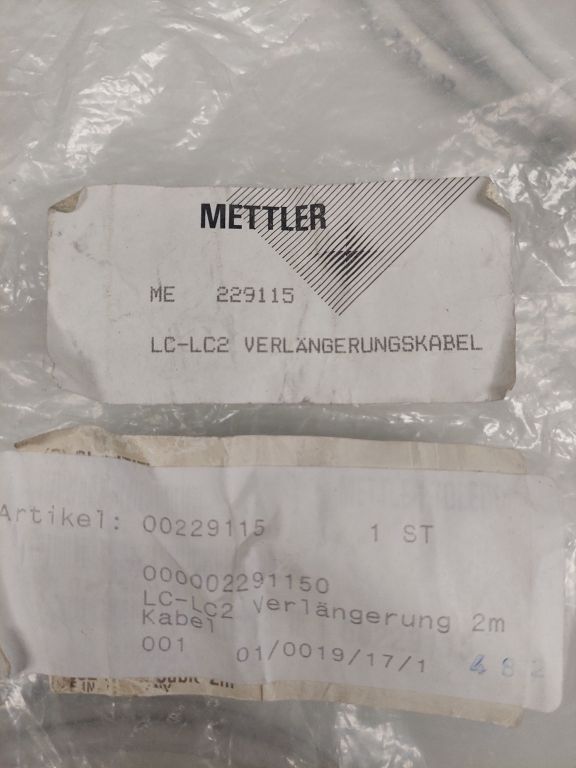 METTLER
ME 229115
LC-LC2 VERLÄNGERUNGSKABEL
Artikel: 00229115 1 ST
000002291150
LC-LC2 Verlängerung 2m
Kabel
001 01/0019/17/1 482
2m